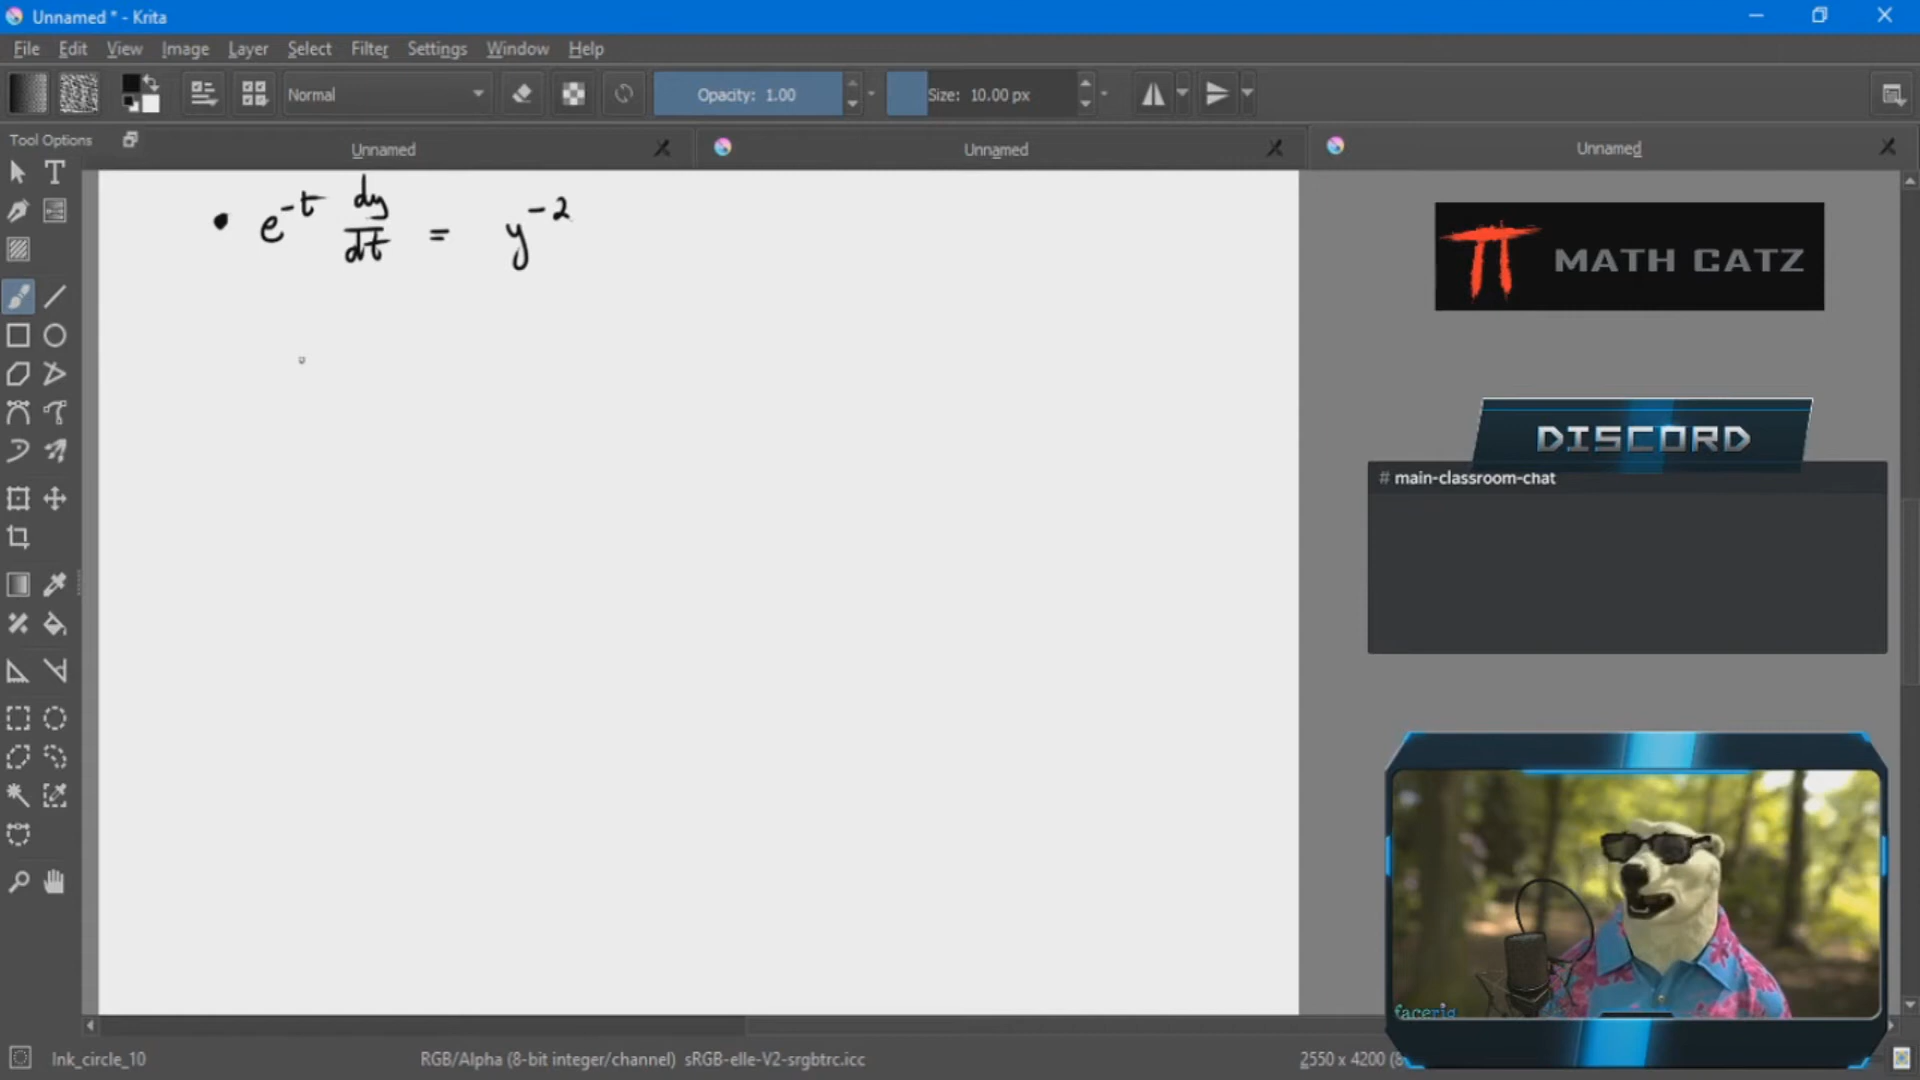 Unnamed * - Krita
File Edit View Image Layer Select Filter Settings Window Help
Normal Opacity: 1.00 Size: 10.00 px
Tool Options
Unnamed Unnamed Unnamed
• e^{-t} dy/dt = y^{-2}
MATH CATZ
DISCORD
# main-classroom-chat
facerig
Ink_circle_10 RGB/Alpha (8-bit integer/channel) sRGB-elle-V2-srgbtrc.icc 2550 x 4200 (8